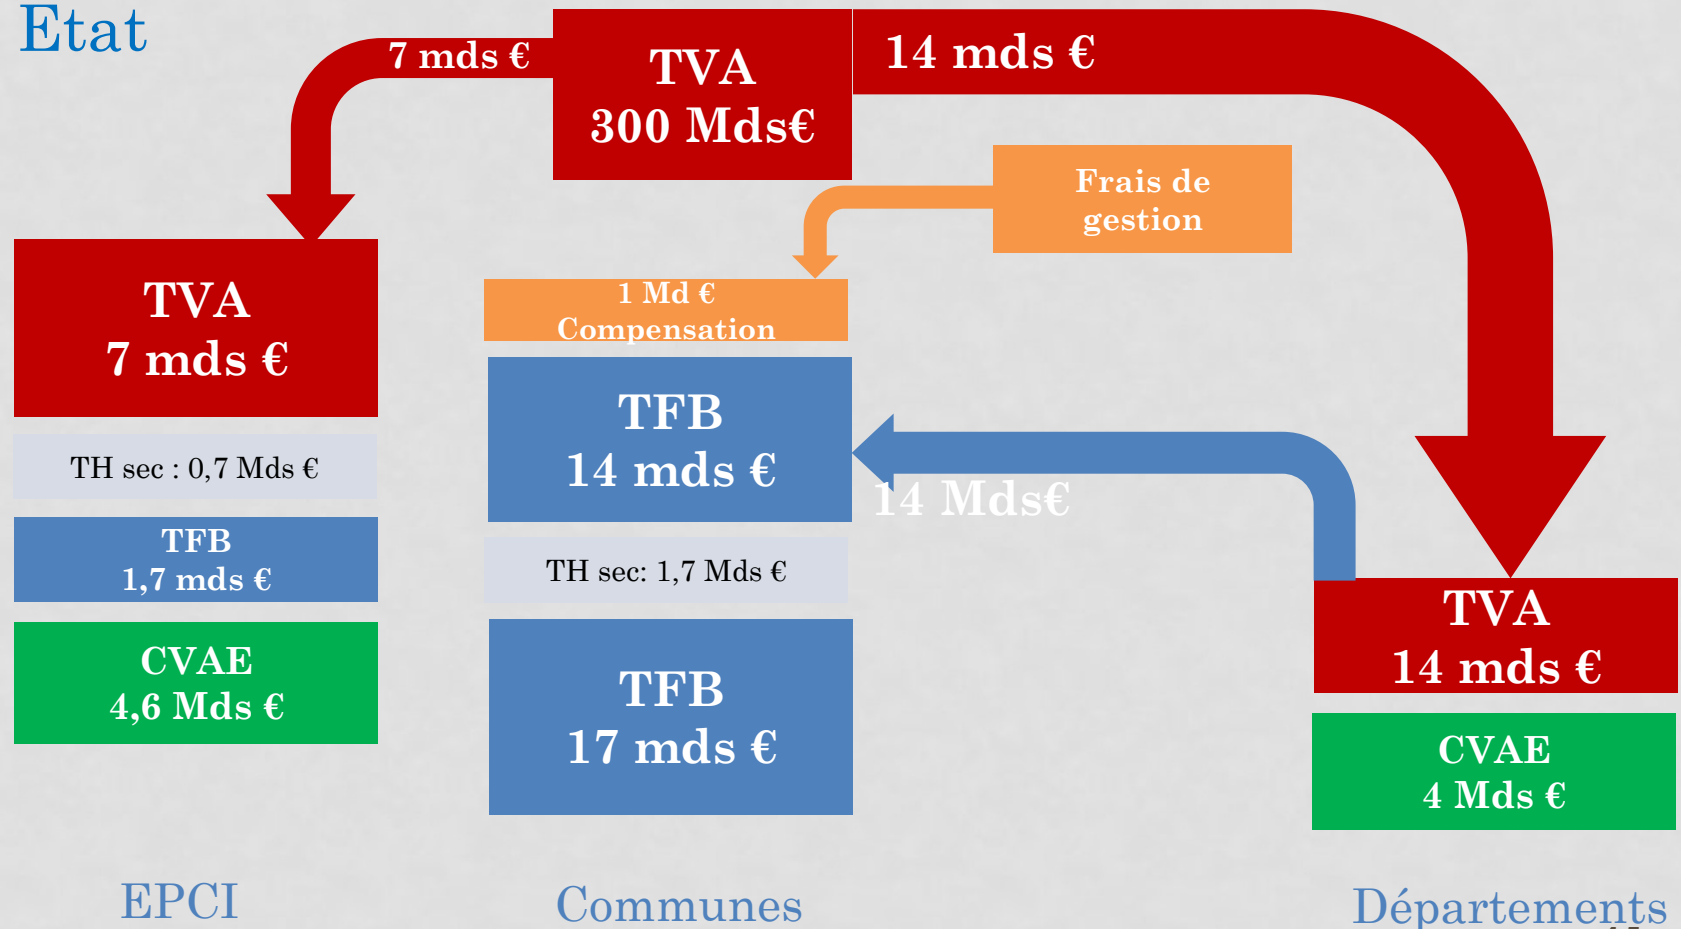 Etat
7 mds €
TVA
300 Mds€
14 mds €
Frais de
gestion
TVA
7 mds €
TH sec : 0,7 Mds €
TFB
1,7 mds €
CVAE
4,6 Mds €
EPCI
1 Md €
Compensation
TFB
14 mds €
14 Mds€
TH sec: 1,7 Mds €
TFB
17 mds €
Communes
TVA
14 mds €
CVAE
4 Mds €
Départements